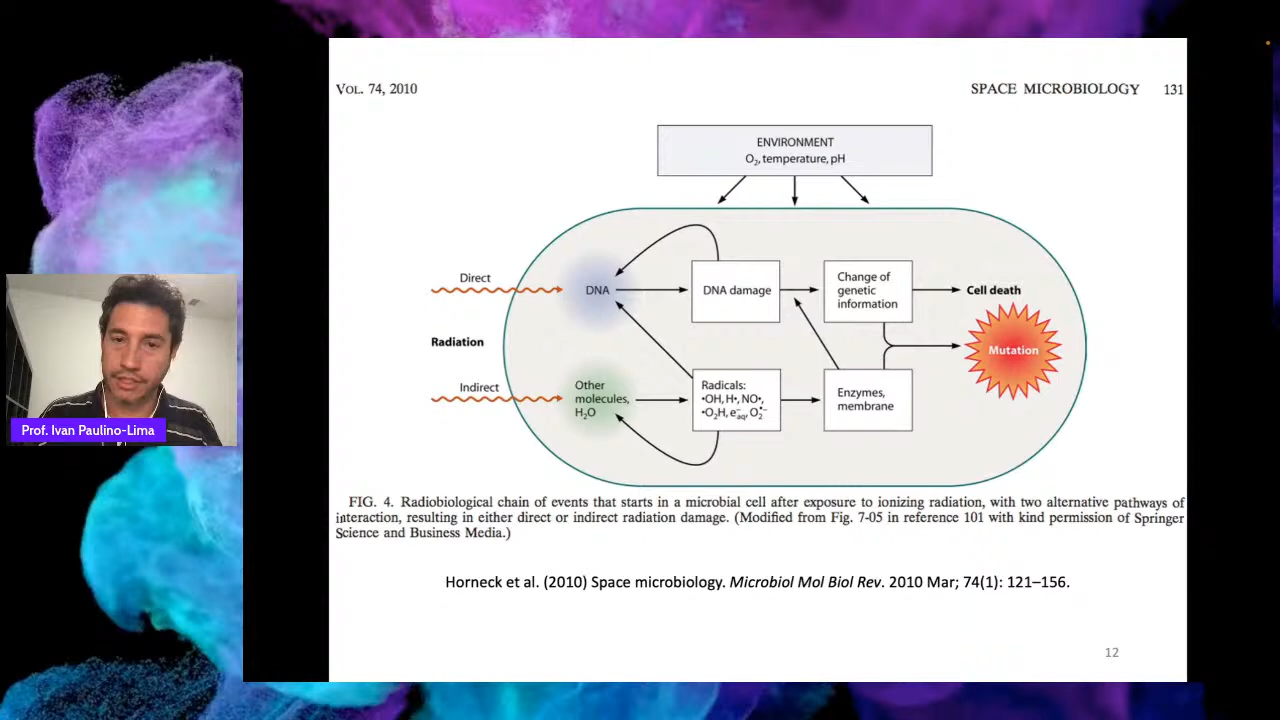 VOL. 74, 2010
SPACE MICROBIOLOGY 131
ENVIRONMENT
O₂, temperature, pH
Direct
DNA
DNA damage
Change of
genetic
information
Cell death
Radiation
Mutation
Indirect
Other
molecules,
H₂O
Radicals:
•OH, H•, NO•,
•O₂H, e⁻aq, O₂•⁻
Enzymes,
membrane
Prof. Ivan Paulino-Lima
FIG. 4. Radiobiological chain of events that starts in a microbial cell after exposure to ionizing radiation, with two alternative pathways of
interaction, resulting in either direct or indirect radiation damage. (Modified from Fig. 7-05 in reference 101 with kind permission of Springer
Science and Business Media.)
Horneck et al. (2010) Space microbiology. Microbiol Mol Biol Rev. 2010 Mar; 74(1): 121–156.
12